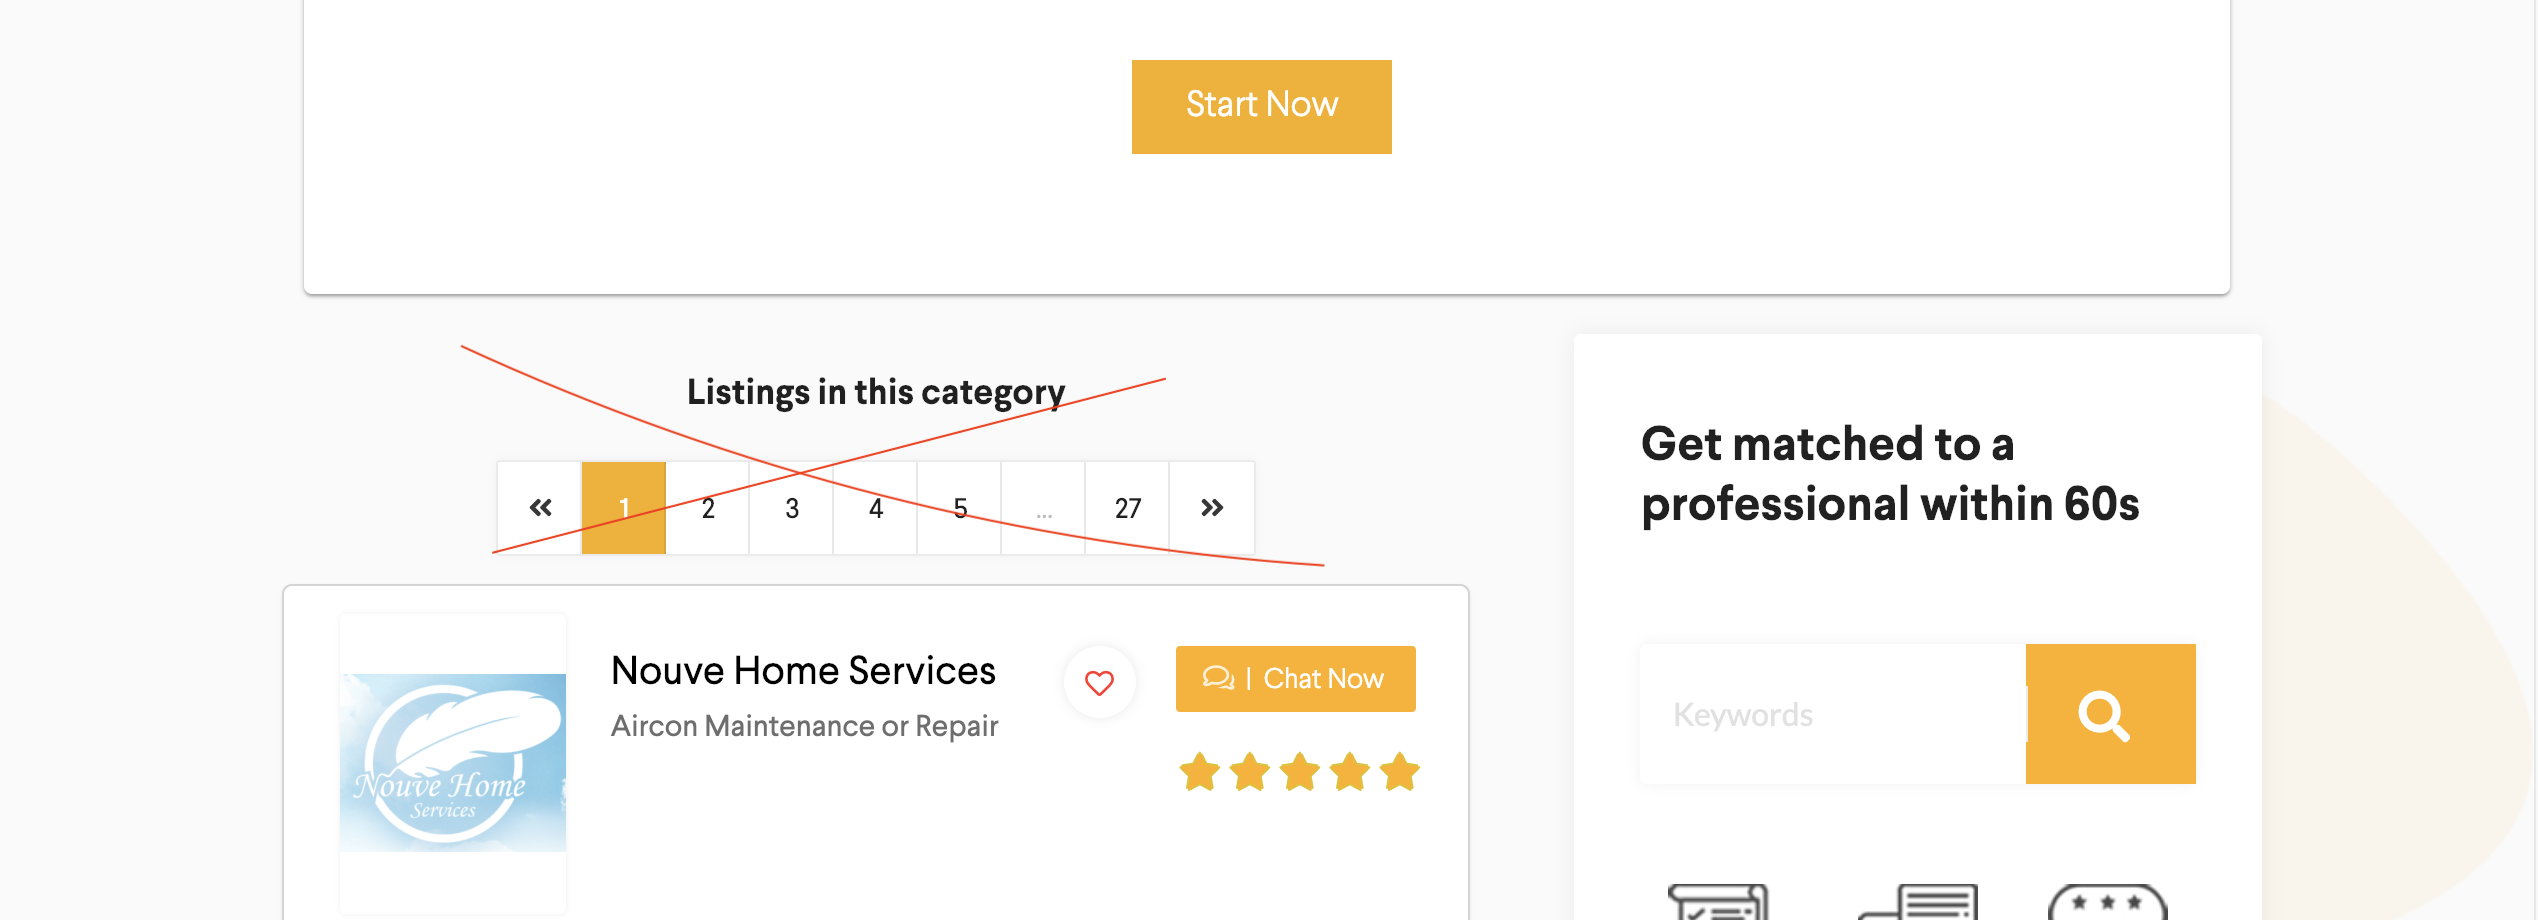 Start Now
Listings in this category
« 1 2 3 4 5 ... 27 »
Nouve Home Services
Aircon Maintenance or Repair
| Chat Now
Nouve Home
Services
Get matched to a
professional within 60s
Keywords